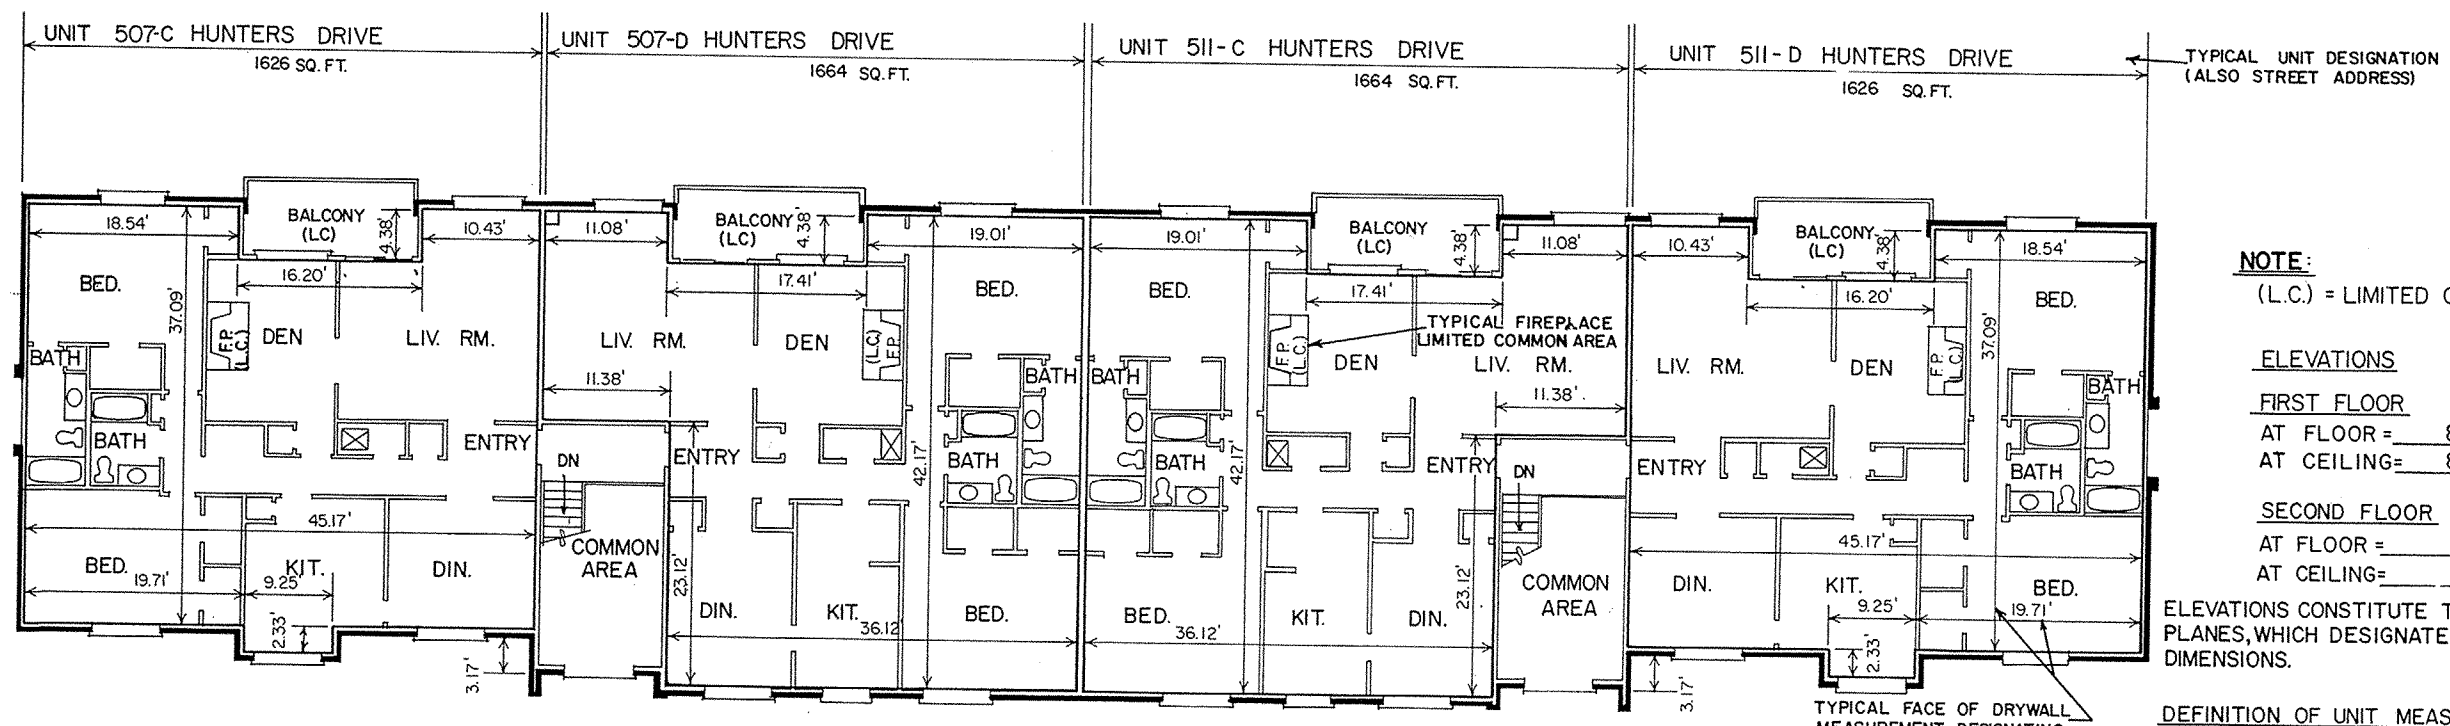 UNIT 507-C HUNTERS DRIVE
1626 SQ. FT.
UNIT 507-D HUNTERS DRIVE
1664 SQ. FT.
UNIT 511-C HUNTERS DRIVE
1664 SQ. FT.
UNIT 511-D HUNTERS DRIVE
1626 SQ. FT.
TYPICAL UNIT DESIGNATION
(ALSO STREET ADDRESS)
18.54'
BALCONY
(LC)
4.38'
10.43'
BED.
37.09'
16.20'
F.P.
(L.C.)
DEN
LIV. RM.
BATH
BATH
ENTRY
45.17'
BED.
19.71'
KIT.
9.25'
DIN.
2.33'
3.17'
11.08'
BALCONY
(LC)
4.38'
19.01'
17.41'
BED.
LIV. RM.
DEN
(L.C.)
F.P.
11.38'
BATH
ENTRY
DN
BATH
42.17'
COMMON
AREA
23.12'
DIN.
KIT.
BED.
36.12'
19.01'
BALCONY
(LC)
4.38'
11.08'
BED.
17.41'
TYPICAL FIREPLACE
LIMITED COMMON AREA
F.P.
(L.C.)
DEN
LIV. RM.
BATH
11.38'
BATH
42.17'
ENTRY
DN
COMMON
AREA
23.12'
BED.
KIT.
DIN.
36.12'
10.43'
BALCONY
(LC)
4.38'
18.54'
16.20'
BED.
37.09'
LIV. RM.
DEN
F.P.
(L.C.)
BATH
ENTRY
BATH
45.17'
DIN.
KIT.
BED.
9.25'
19.71'
2.33'
3.17'
TYPICAL FACE OF DRYWALL
MEASUREMENT DESIGNATING
NOTE:
(L.C.) = LIMITED
ELEVATIONS
FIRST FLOOR
AT FLOOR =
AT CEILING=
SECOND FLOOR
AT FLOOR =
AT CEILING=
ELEVATIONS CONSTITUTE
PLANES, WHICH DESIGNATE
DIMENSIONS.
DEFINITION OF UNIT